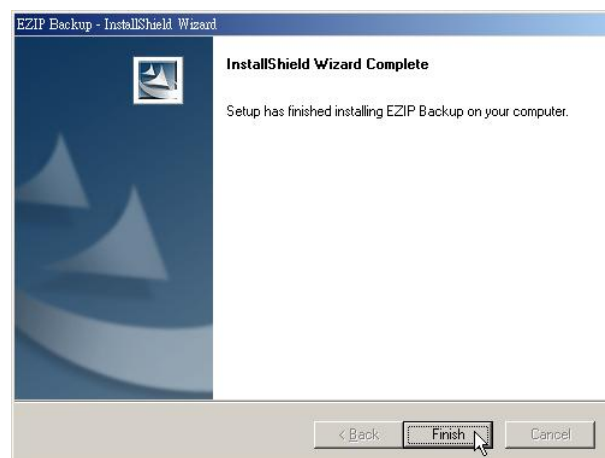 EZIP Backup - InstallShield Wizard
InstallShield Wizard Complete
Setup has finished installing EZIP Backup on your computer.
< Back
Finish
Cancel